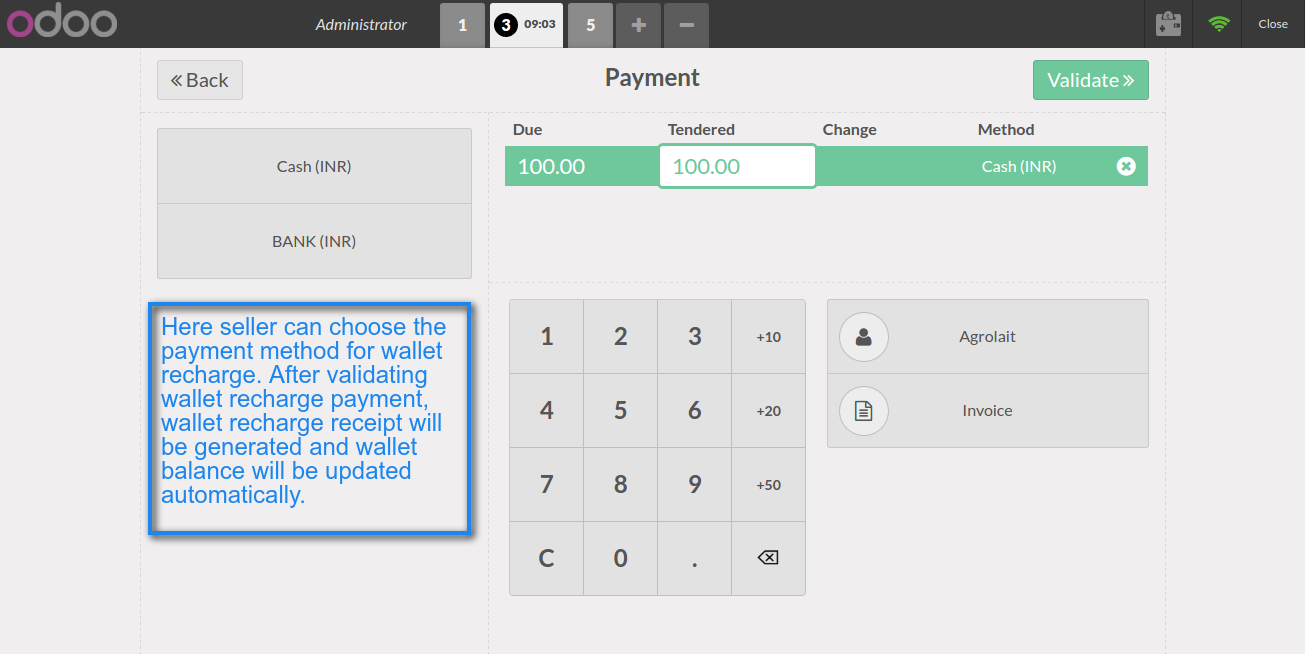 odoo
Administrator
1
3 09:03
5
+
−
Close
« Back
Payment
Validate »
Due Tendered Change Method
100.00 100.00 Cash (INR)
Cash (INR)
BANK (INR)
Here seller can choose the
payment method for wallet
recharge. After validating
wallet recharge payment,
wallet recharge receipt will
be generated and wallet
balance will be updated
automatically.
1 2 3 +10
4 5 6 +20
7 8 9 +50
C 0 .
Agrolait
Invoice